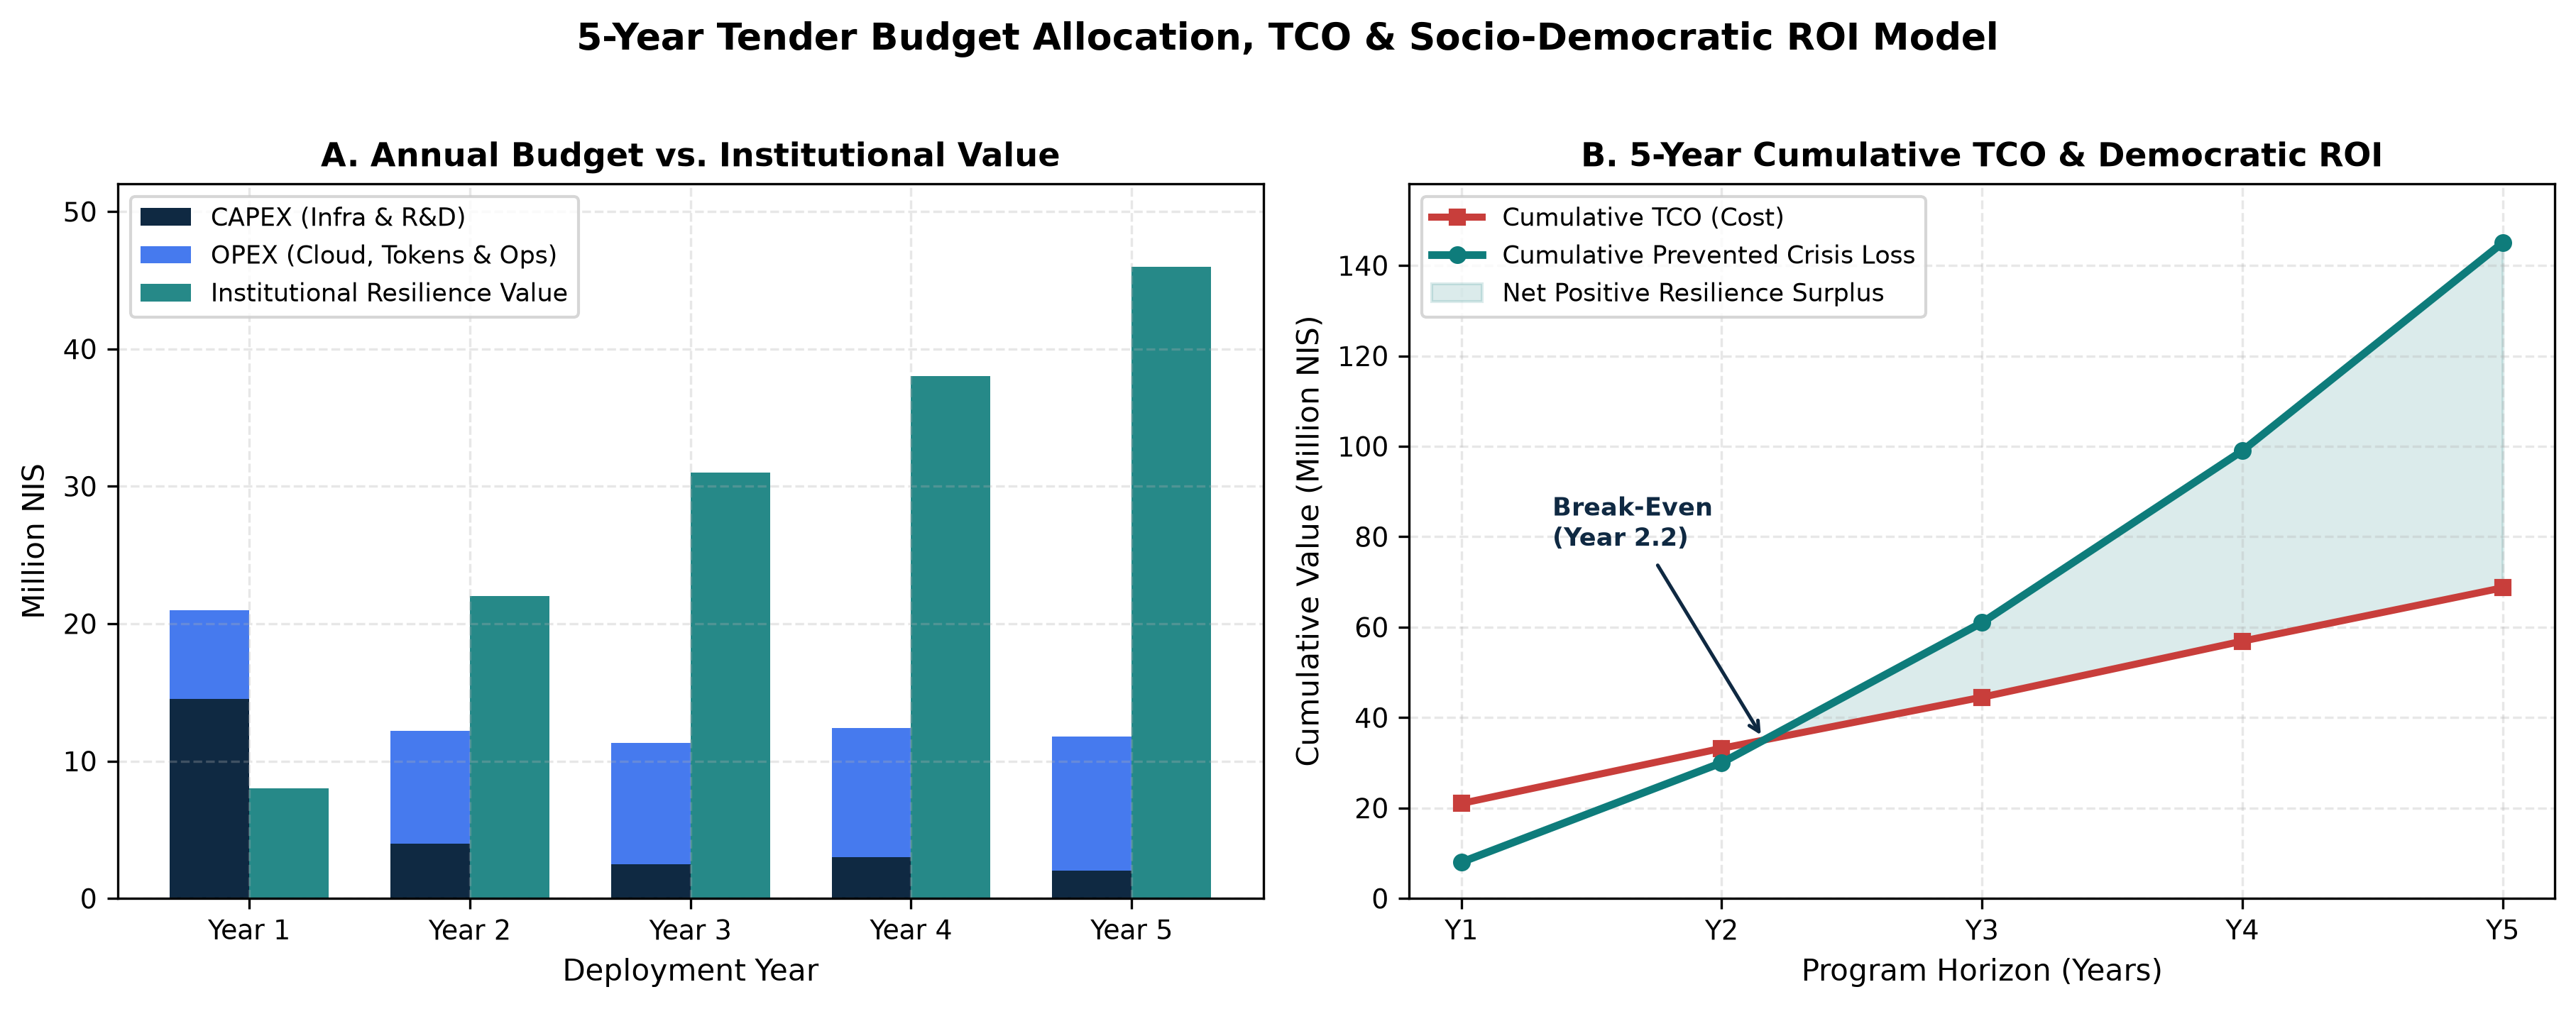 5-Year Tender Budget Allocation, TCO & Socio-Democratic ROI Model
A. Annual Budget vs. Institutional Value
CAPEX (Infra & R&D)
OPEX (Cloud, Tokens & Ops)
Institutional Resilience Value
Million NIS
50
40
30
20
10
0
Year 1
Year 2
Year 3
Year 4
Year 5
Deployment Year
B. 5-Year Cumulative TCO & Democratic ROI
Cumulative TCO (Cost)
Cumulative Prevented Crisis Loss
Net Positive Resilience Surplus
Break-Even
(Year 2.2)
Cumulative Value (Million NIS)
140
120
100
80
60
40
20
0
Y1
Y2
Y3
Y4
Y5
Program Horizon (Years)